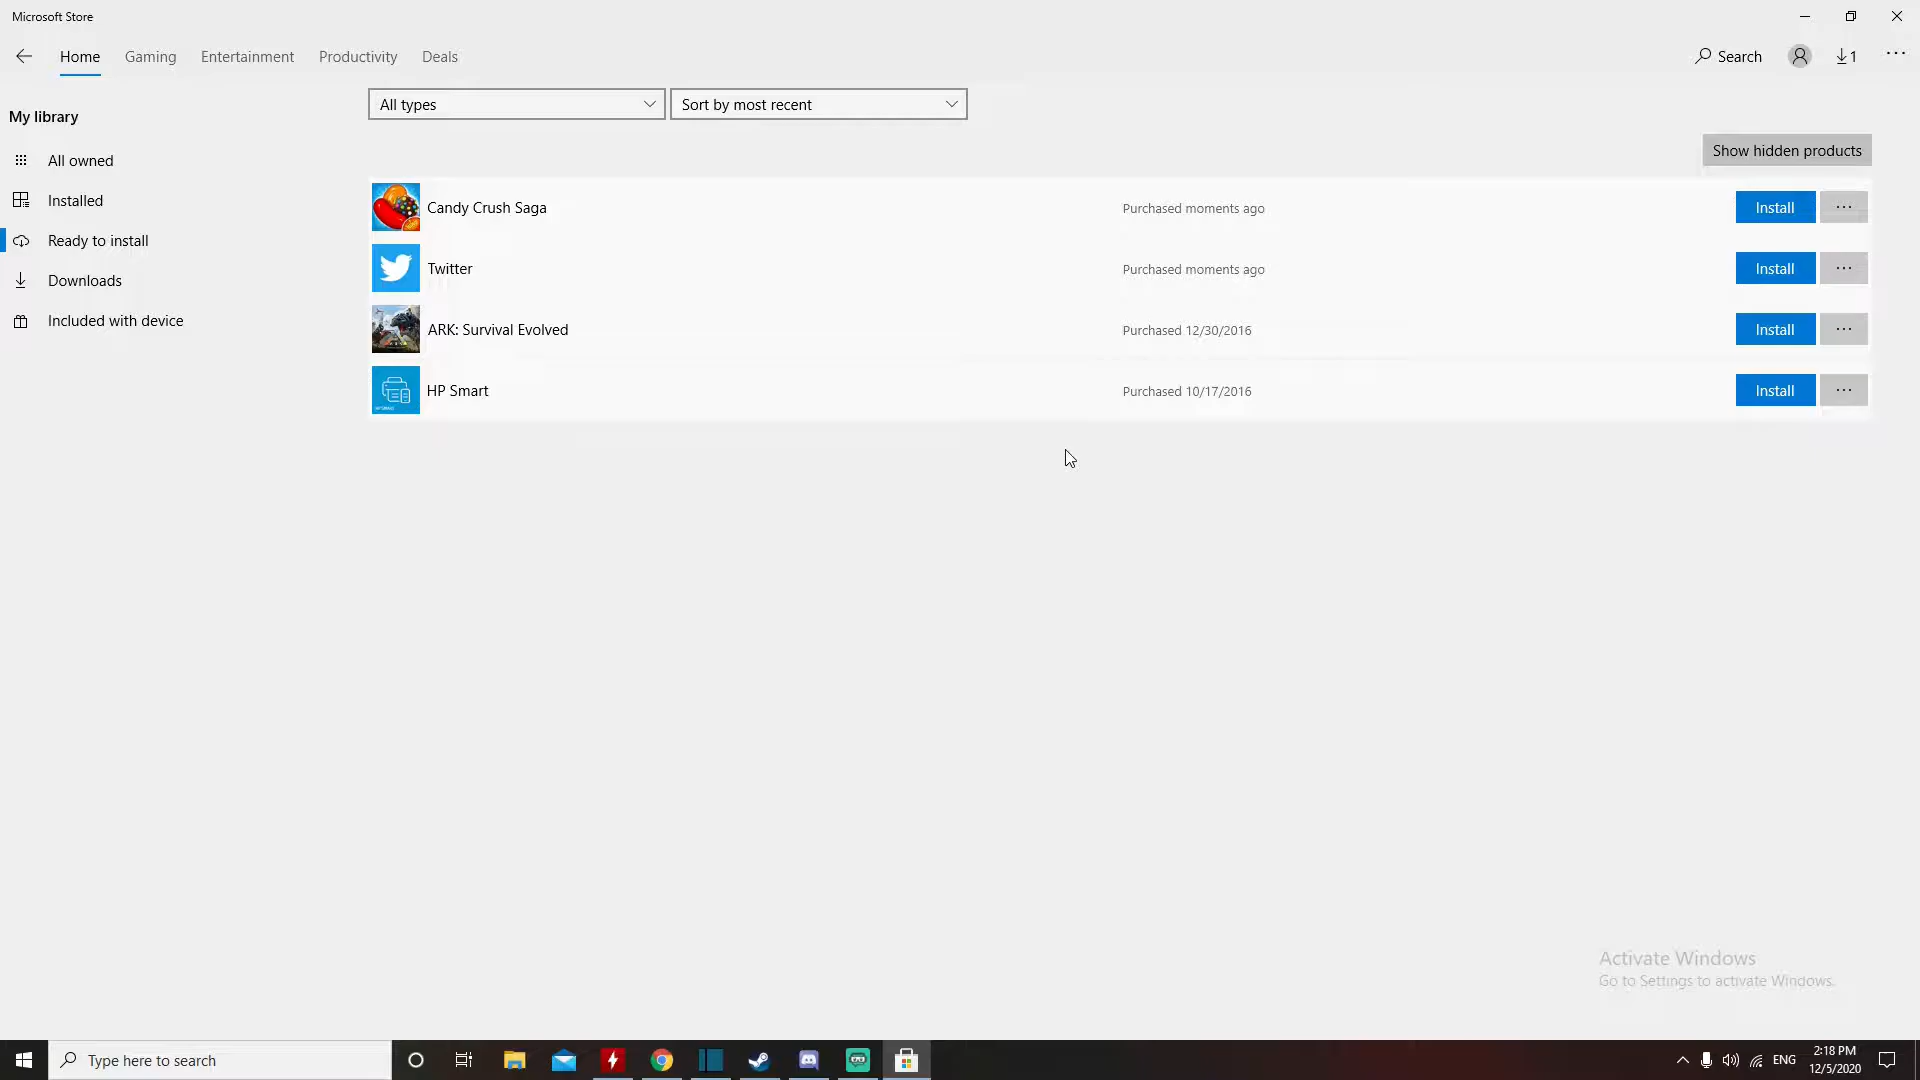 Microsoft Store
Home Gaming Entertainment Productivity Deals
Search
1
My library
All types
Sort by most recent
All owned
Show hidden products
Installed
Ready to install
Downloads
Included with device
Candy Crush Saga Purchased moments ago Install ...
Twitter Purchased moments ago Install ...
ARK: Survival Evolved Purchased 12/30/2016 Install ...
HP Smart Purchased 10/17/2016 Install ...
Activate Windows
Go to Settings to activate Windows.
Type here to search
ENG
2:18 PM
12/5/2020